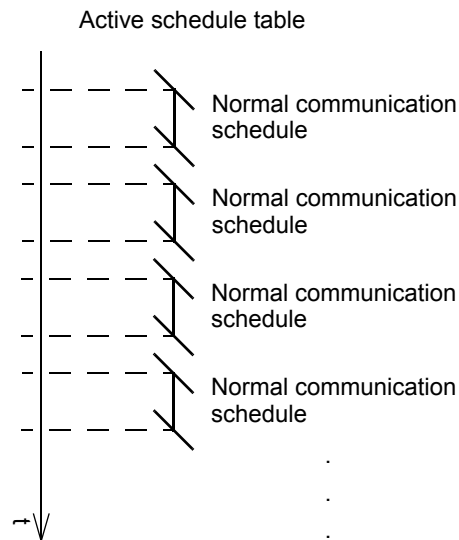 Active schedule table
Normal communication
schedule
Normal communication
schedule
Normal communication
schedule
Normal communication
schedule
.
.
.
t